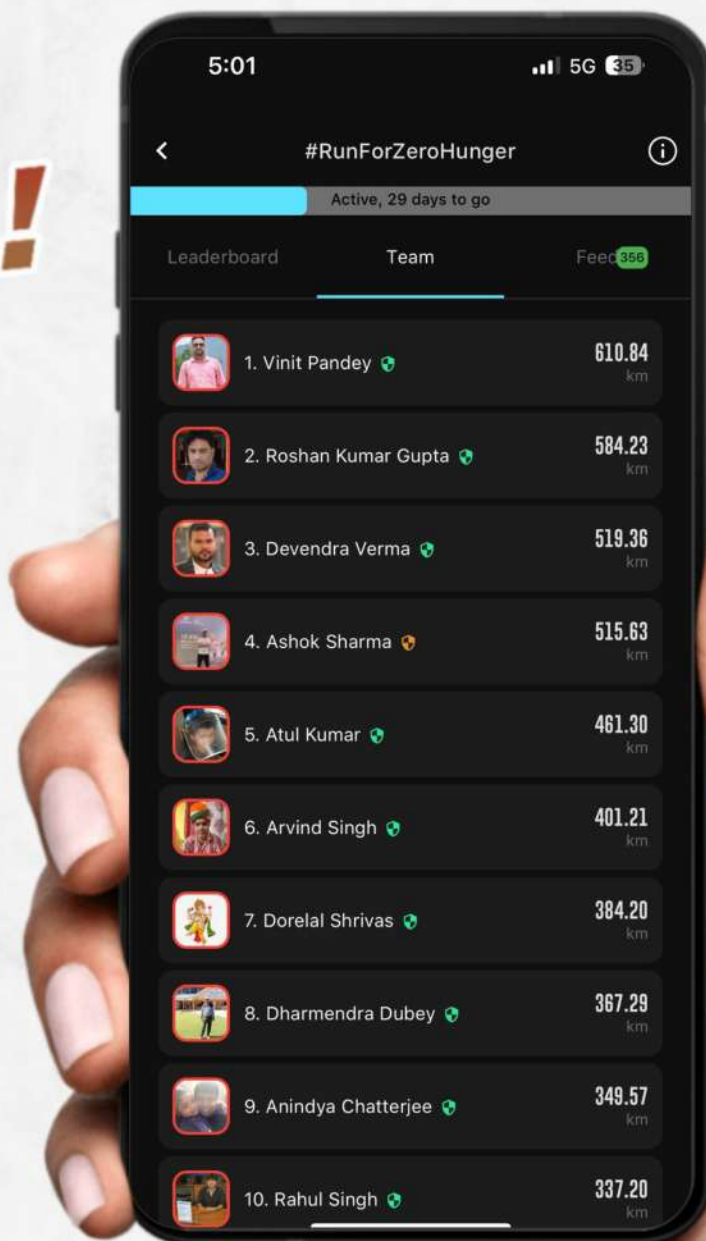 !
5:01 5G 35
#RunForZeroHunger
Active, 29 days to go
Leaderboard Team Feed 356
1. Vinit Pandey 610.84
km
2. Roshan Kumar Gupta 584.23
km
3. Devendra Verma 519.36
km
4. Ashok Sharma 515.63
km
5. Atul Kumar 461.30
km
6. Arvind Singh 401.21
km
7. Dorelal Shrivas 384.20
km
8. Dharmendra Dubey 367.29
km
9. Anindya Chatterjee 349.57
km
10. Rahul Singh 337.20
km